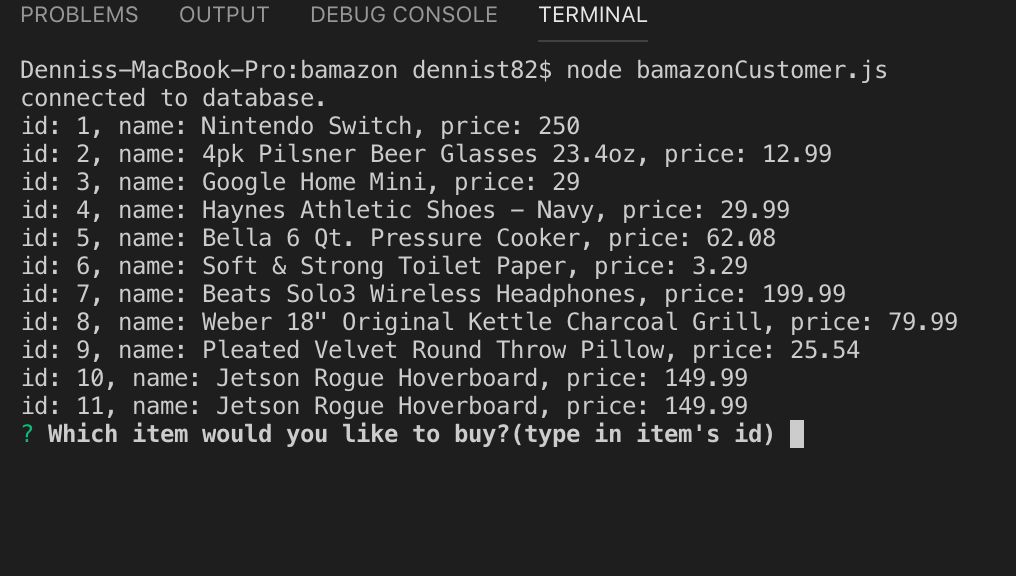 PROBLEMS OUTPUT DEBUG CONSOLE TERMINAL
Denniss-MacBook-Pro:bamazon dennist82$ node bamazonCustomer.js
connected to database.
id: 1, name: Nintendo Switch, price: 250
id: 2, name: 4pk Pilsner Beer Glasses 23.4oz, price: 12.99
id: 3, name: Google Home Mini, price: 29
id: 4, name: Haynes Athletic Shoes - Navy, price: 29.99
id: 5, name: Bella 6 Qt. Pressure Cooker, price: 62.08
id: 6, name: Soft & Strong Toilet Paper, price: 3.29
id: 7, name: Beats Solo3 Wireless Headphones, price: 199.99
id: 8, name: Weber 18" Original Kettle Charcoal Grill, price: 79.99
id: 9, name: Pleated Velvet Round Throw Pillow, price: 25.54
id: 10, name: Jetson Rogue Hoverboard, price: 149.99
id: 11, name: Jetson Rogue Hoverboard, price: 149.99
? Which item would you like to buy?(type in item's id)